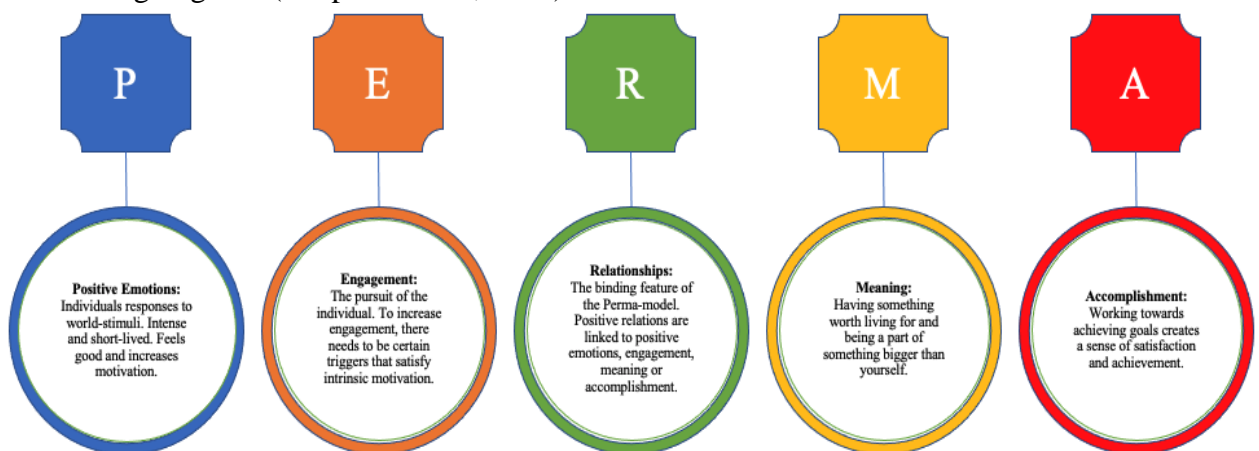 P
E
R
M
A
Positive Emotions:
Individuals responses to
world-stimuli. Intense
and short-lived. Feels
good and increases
motivation.
Engagement:
The pursuit of the
individual. To increase
engagement, there
needs to be certain
triggers that satisfy
intrinsic motivation.
Relationships:
The binding feature of
the Perma-model.
Positive relations are
linked to positive
emotions, engagement,
meaning or
accomplishment.
Meaning:
Having something
worth living for and
being a part of
something bigger than
yourself.
Accomplishment:
Working towards
achieving goals creates
a sense of satisfaction
and achievement.